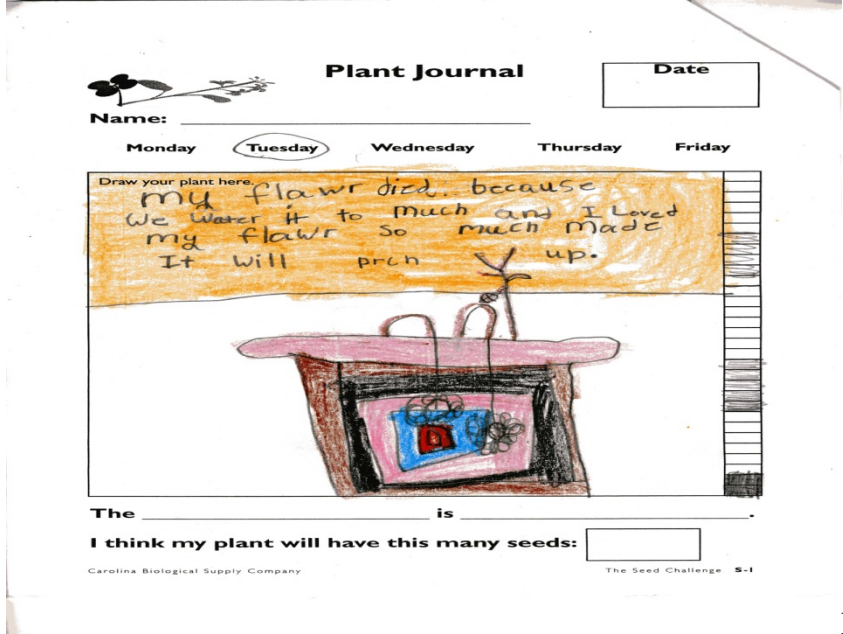 Plant Journal
Date
Name:
Monday Tuesday Wednesday Thursday Friday
Draw your plant here.
my flawr died... because
We water it to much and I Loved
my flawr so much Made
It will prch up.
The is .
I think my plant will have this many seeds:
Carolina Biological Supply Company
The Seed Challenge S-1